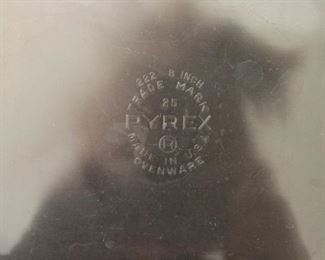 222 8 INCH
TRADE MARK
25
PYREX
®
MADE IN U.S.A.
OVENWARE